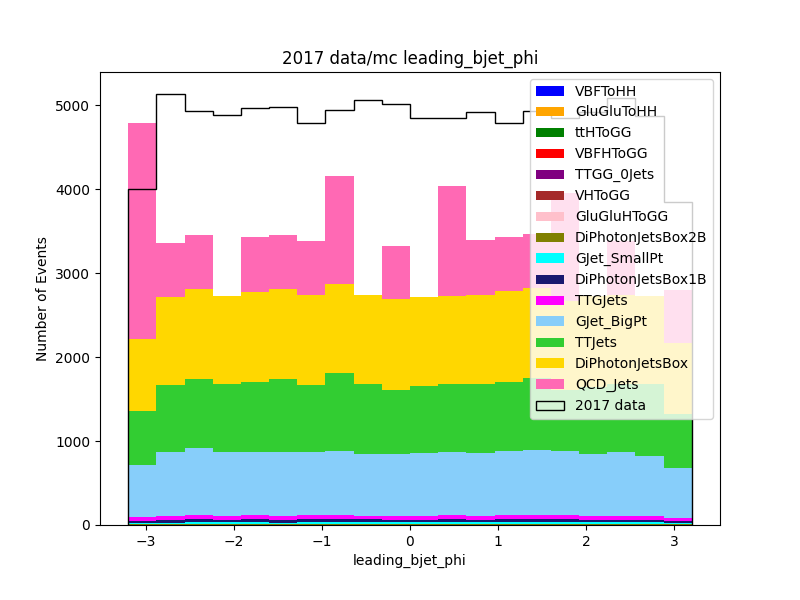 2017 data/mc leading_bjet_phi
Number of Events
5000
4000
3000
2000
1000
0
VBFToHH
GluGluToHH
ttHToGG
VBFHToGG
TTGG_0Jets
VHToGG
GluGluHToGG
DiPhotonJetsBox2B
GJet_SmallPt
DiPhotonJetsBox1B
TTGJets
GJet_BigPt
TTJets
DiPhotonJetsBox
QCD_Jets
2017 data
−3 −2 −1 0 1 2 3
leading_bjet_phi